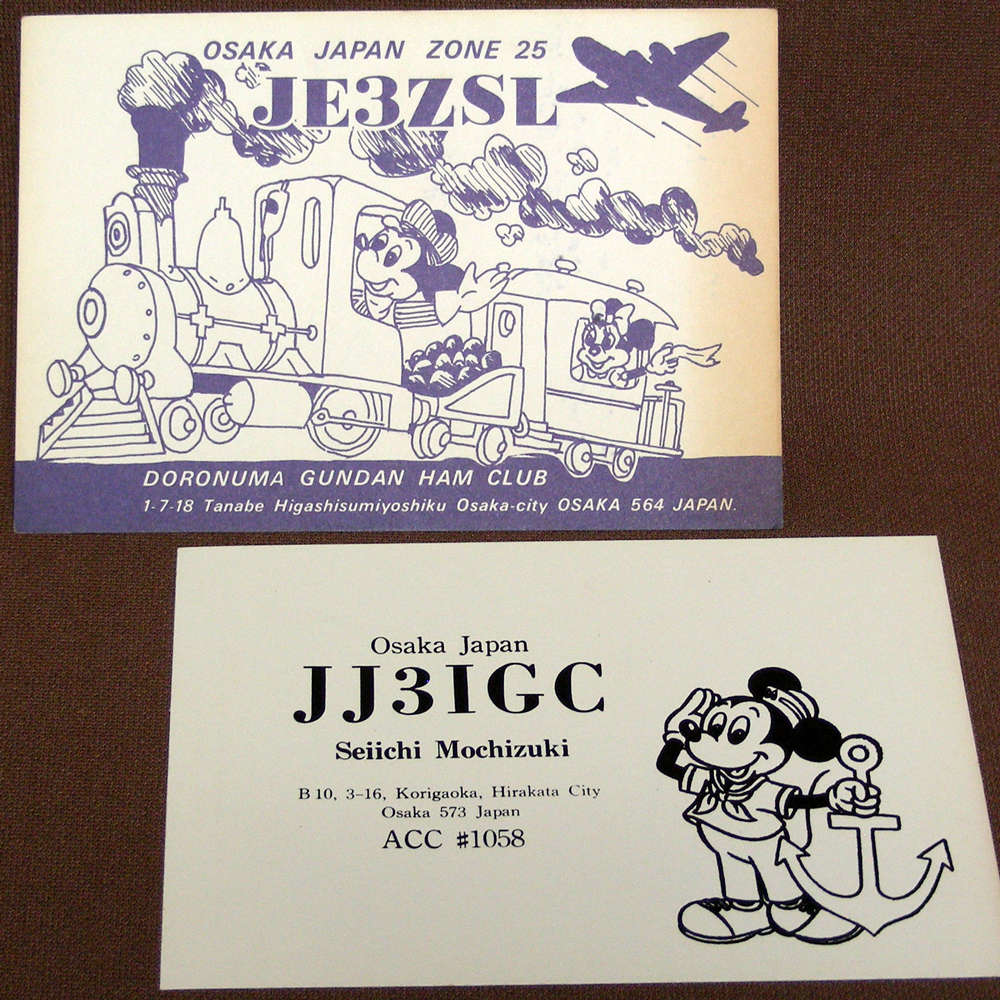 OSAKA JAPAN ZONE 25
JE3ZSL
DORONUMA GUNDAN HAM CLUB
1-7-18 Tanabe Higashisumiyoshiku Osaka-city OSAKA 564 JAPAN.
Osaka Japan
JJ3IGC
Seiichi Mochizuki
B 10, 3-16, Korigaoka, Hirakata City
Osaka 573 Japan
ACC #1058